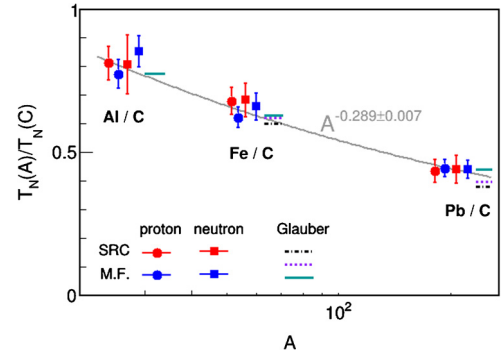 1
Al / C
A^-0.289±0.007
T_N(A)/T_N(C)
Fe / C
0.5
Pb / C
proton neutron Glauber
SRC
M.F.
0
10^2
A